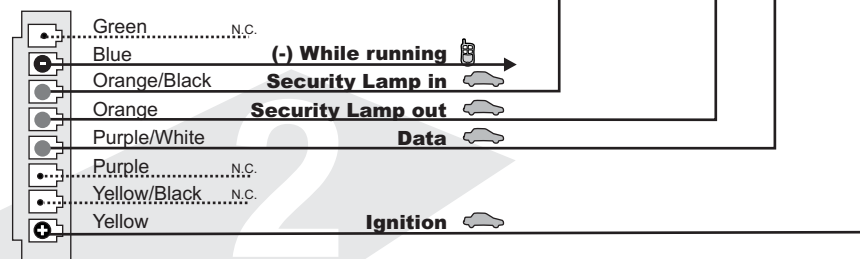 Green N.C.
Blue (-) While running
Orange/Black Security Lamp in
Orange Security Lamp out
Purple/White Data
Purple N.C.
Yellow/Black N.C.
Yellow Ignition
2